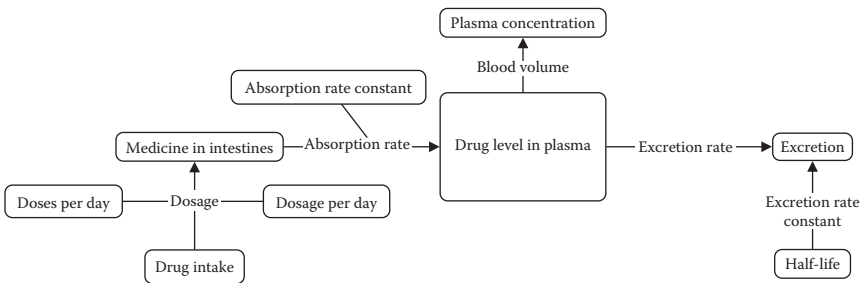 Plasma concentration
Blood volume
Absorption rate constant
Medicine in intestines
Absorption rate
Drug level in plasma
Excretion rate
Excretion
Doses per day
Dosage
Dosage per day
Excretion rate
constant
Drug intake
Half-life